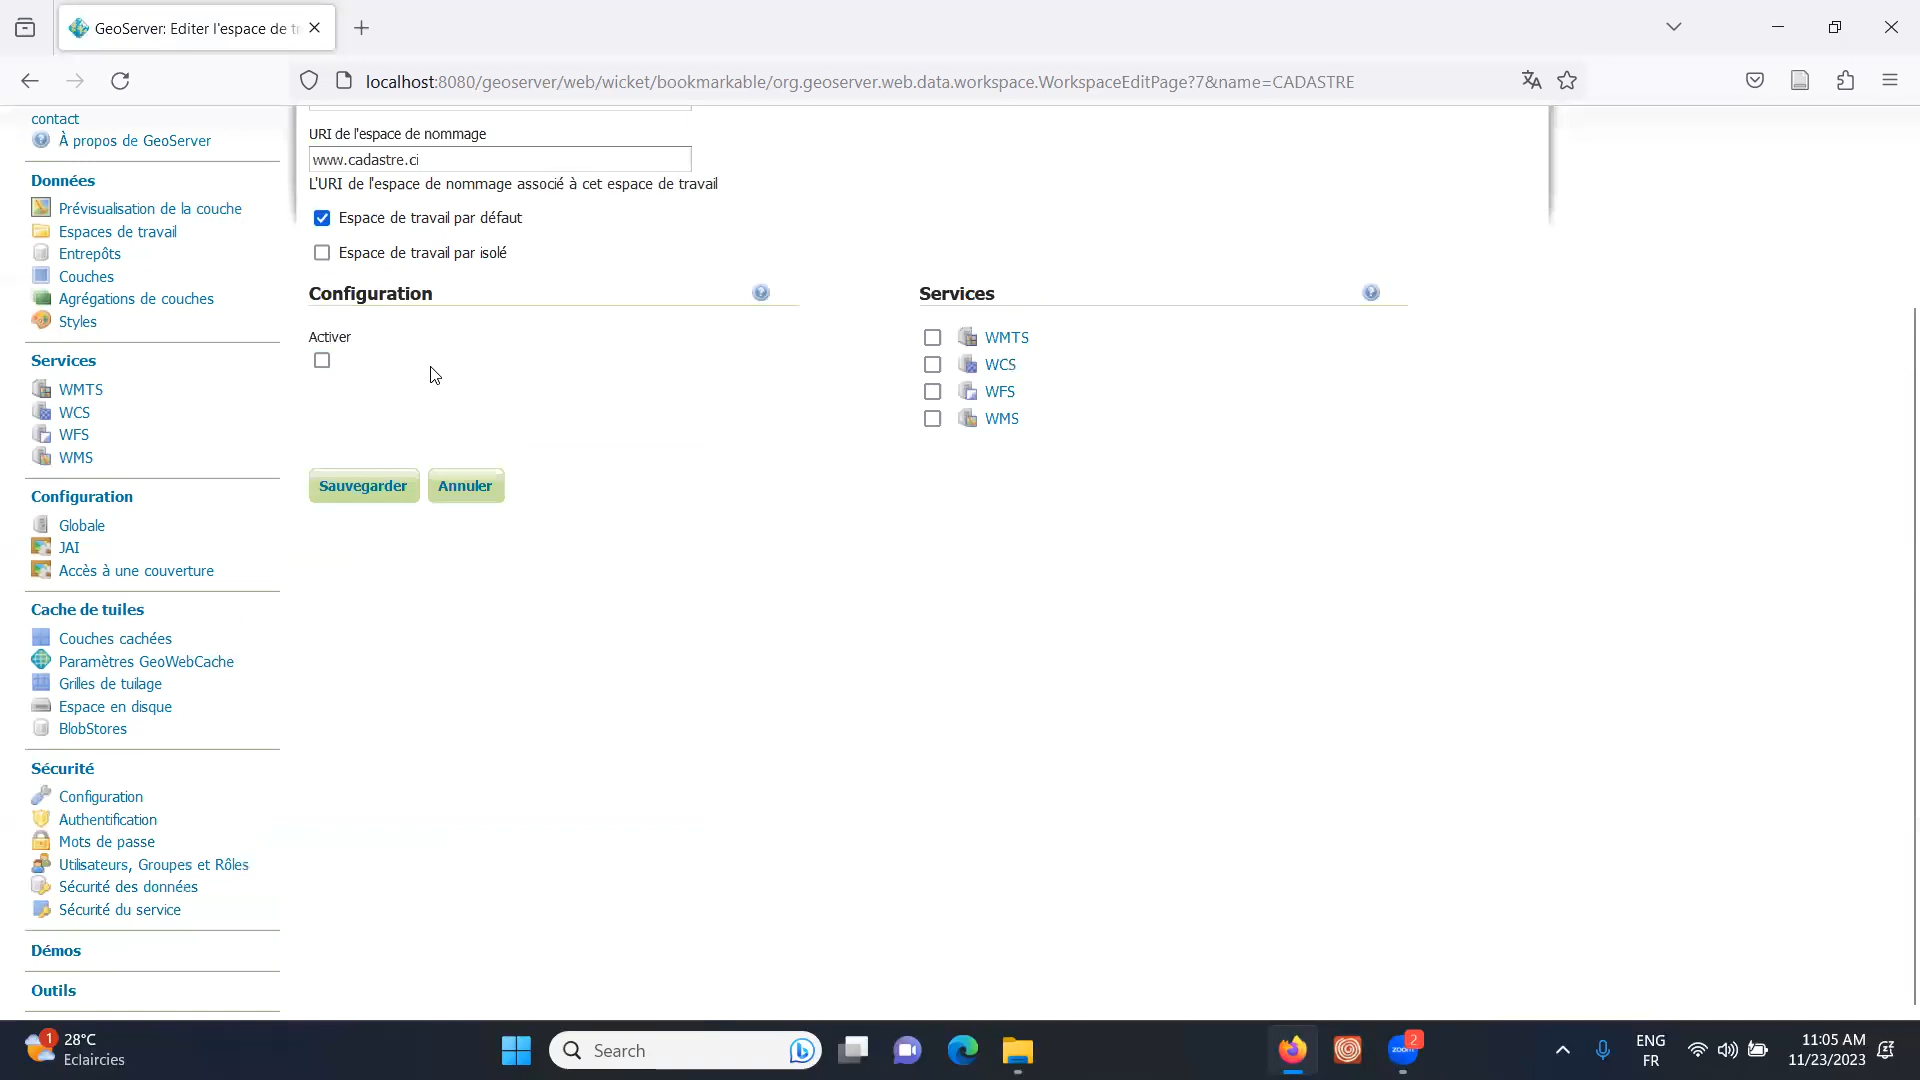 GeoServer: Editer l'espace de t
localhost:8080/geoserver/web/wicket/bookmarkable/org.geoserver.web.data.workspace.WorkspaceEditPage?7&name=CADASTRE
contact
À propos de GeoServer
Données
Prévisualisation de la couche
Espaces de travail
Entrepôts
Couches
Agrégations de couches
Styles
Services
WMTS
WCS
WFS
WMS
Configuration
Globale
JAI
Accès à une couverture
Cache de tuiles
Couches cachées
Paramètres GeoWebCache
Grilles de tuilage
Espace en disque
BlobStores
Sécurité
Configuration
Authentification
Mots de passe
Utilisateurs, Groupes et Rôles
Sécurité des données
Sécurité du service
Démos
Outils
URI de l'espace de nommage
www.cadastre.ci
L'URI de l'espace de nommage associé à cet espace de travail
Espace de travail par défaut
Espace de travail par isolé
Configuration
Activer
Sauvegarder Annuler
Services
WMTS
WCS
WFS
WMS
1
28°C
Eclaircies
Search
zoom
2
ENG
FR
11:05 AM
11/23/2023